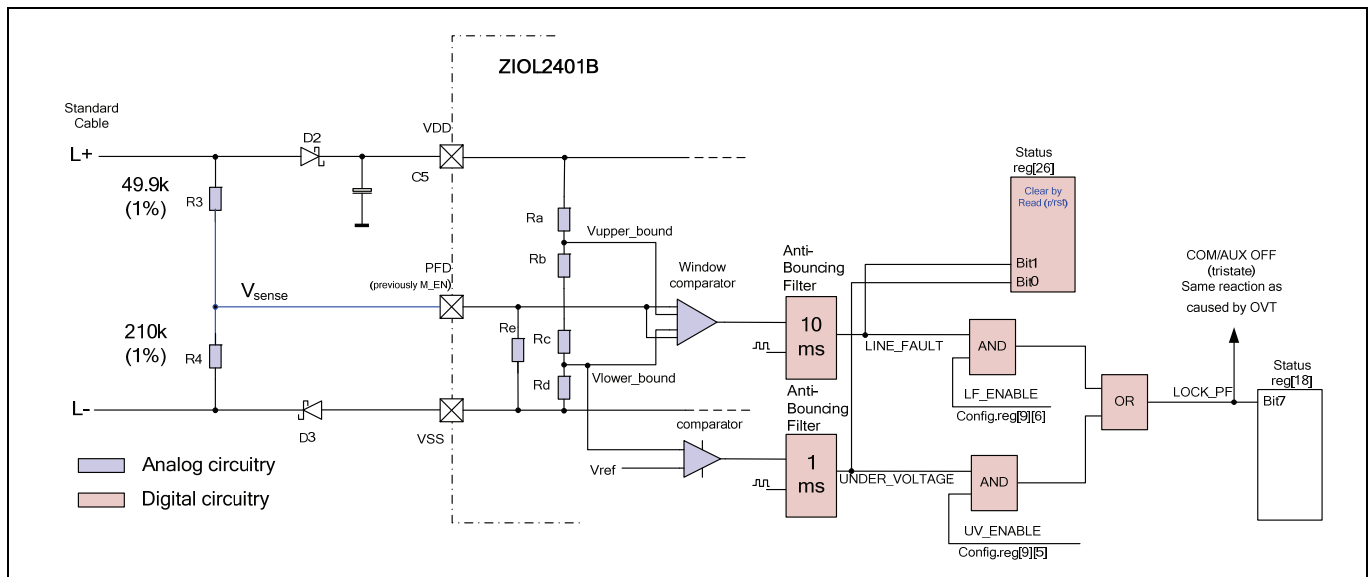 ZIOL2401B
Standard
Cable
L+
D2
VDD
C5
49.9k
(1%)
R3
Ra
Vupper_bound
Rb
PFD
(previously M_EN)
Vsense
Window
comparator
Anti-
Bouncing
Filter
10
ms
Re
Rc
Vlower_bound
Rd
210k
(1%)
R4
L-
D3
VSS
comparator
Vref
Anti-
Bouncing
Filter
1
ms
LINE_FAULT
UNDER_VOLTAGE
Status
reg[26]
Clear by
Read (r/rst)
Bit1
Bit0
AND
LF_ENABLE
Config.reg[9][6]
AND
UV_ENABLE
Config.reg[9][5]
OR
LOCK_PF
COM/AUX OFF
(tristate)
Same reaction as
caused by OVT
Status
reg[18]
Bit7
Analog circuitry
Digital circuitry